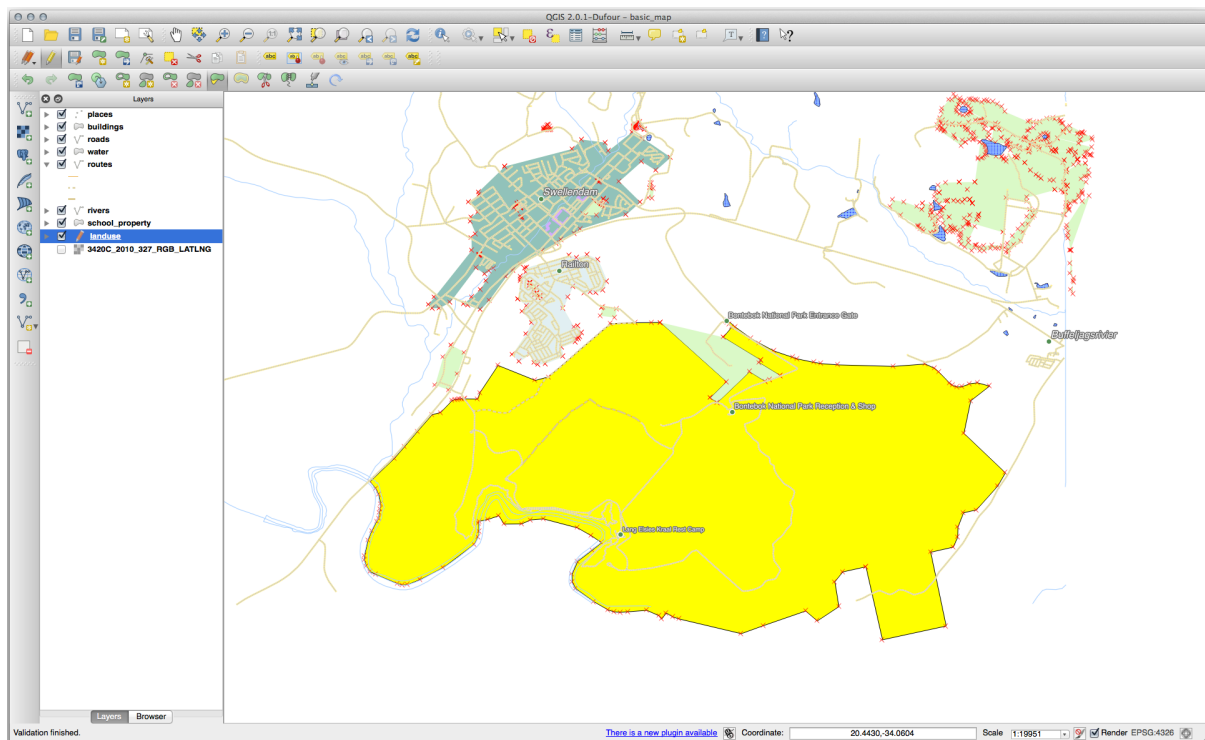 QGIS 2.0.1-Dufour – basic_map
Layers
places
buildings
roads
water
routes
rivers
school_property
landuse
3420C_2010_327_RGB_LATLNG
Swellendam
Railton
Bontebok National Park Entrance Gate
Buffeljagsrivier
Bontebok National Park Reception & Shop
Lang Elsies Kraal Rest Camp
Layers
Browser
Validation finished.
There is a new plugin available
Coordinate:
20.4430,-34.0604
Scale
1:19951
Render
EPSG:4326